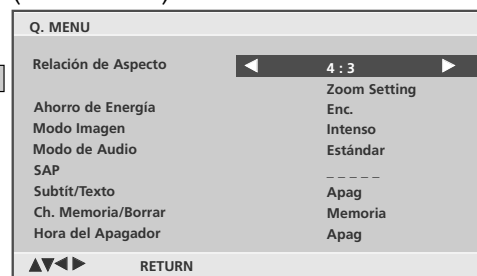 Q. MENU
Relación de Aspecto ◀ 4 : 3 ▶
Zoom Setting
Ahorro de Energía Enc.
Modo Imagen Intenso
Modo de Audio Estándar
SAP _ _ _ _ _
Subtít/Texto Apag
Ch. Memoria/Borrar Memoria
Hora del Apagador Apag
▲▼◀▶ RETURN